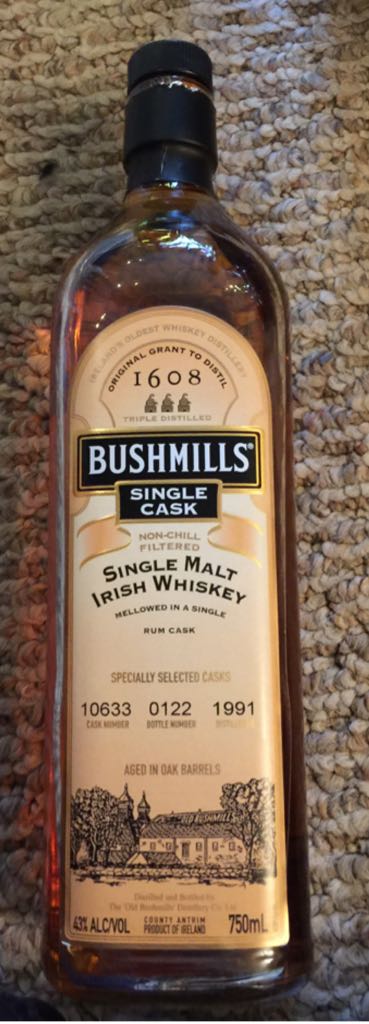 IRELAND'S OLDEST WHISKEY DISTILLERY
ORIGINAL GRANT TO DISTIL
1608
TRIPLE DISTILLED
BUSHMILLS®
SINGLE
CASK
NON-CHILL
FILTERED
SINGLE MALT
IRISH WHISKEY
MELLOWED IN A SINGLE
RUM CASK
SPECIALLY SELECTED CASKS
10633 0122 1991
CASK NUMBER BOTTLE NUMBER DISTILLED
AGED IN OAK BARRELS
OLD BUSHMILLS
Distilled and Bottled by
The 'Old Bushmills' Distillery Co. Ltd
43% ALC/VOL COUNTY ANTRIM 750mL
PRODUCT OF IRELAND